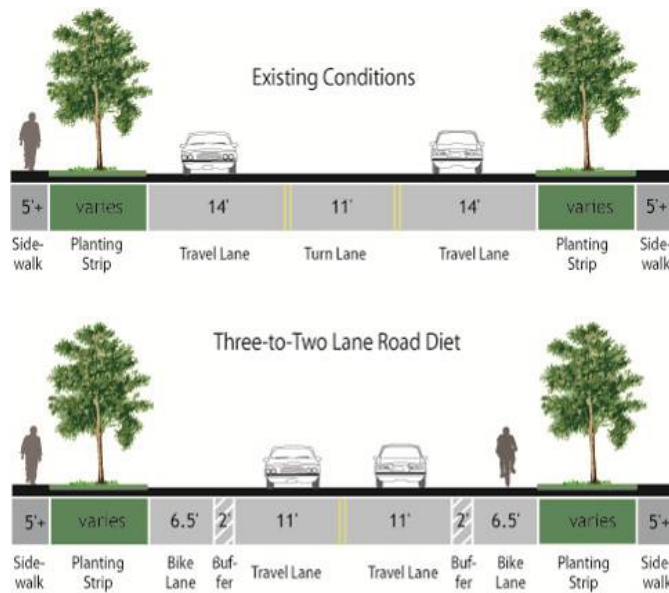 Existing Conditions
5'+ varies 14' 11' 14' varies 5'+
Side-walk Planting Strip Travel Lane Turn Lane Travel Lane Planting Strip Side-walk
Three-to-Two Lane Road Diet
5'+ varies 6.5' 2' 11' 11' 2' 6.5' varies 5'+
Side-walk Planting Strip Bike Lane Buf-fer Travel Lane Travel Lane Buf-fer Bike Lane Planting Strip Side-walk